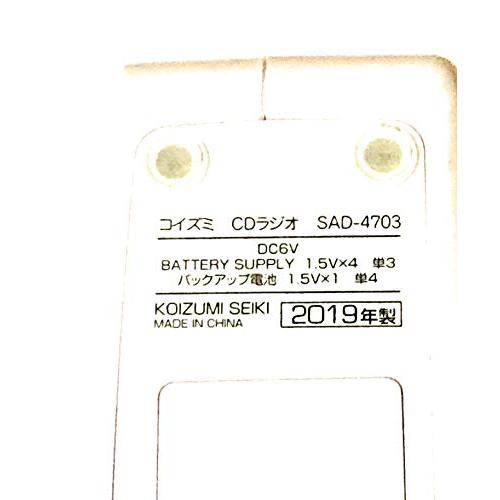 コイズミ CDラジオ SAD-4703
DC6V
BATTERY SUPPLY 1.5V×4 単3
バックアップ電池 1.5V×1 単4
KOIZUMI SEIKI 2019年製
MADE IN CHINA